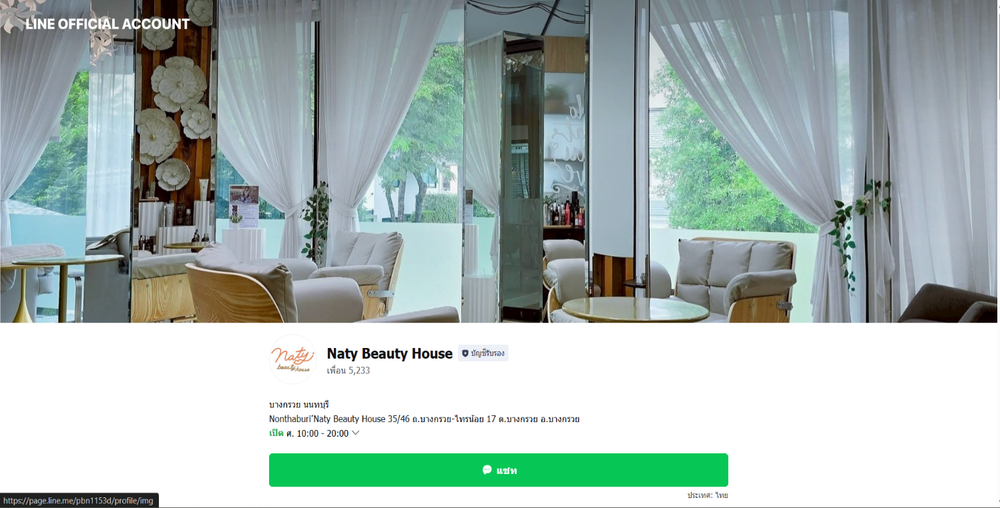 LINE OFFICIAL ACCOUNT
naty
beauty house
Naty Beauty House
บัญชีรับรอง
เพื่อน 5,233
บางกรวย นนทบุรี
Nonthaburi ์Naty Beauty House 35/46 ถ.บางกรวย-ไทรน้อย 17 ต.บางกรวย อ.บางกรวย
เปิด ศ. 10:00 - 20:00
แชท
ประเทศ: ไทย
https://page.line.me/pbn1153d/profile/img